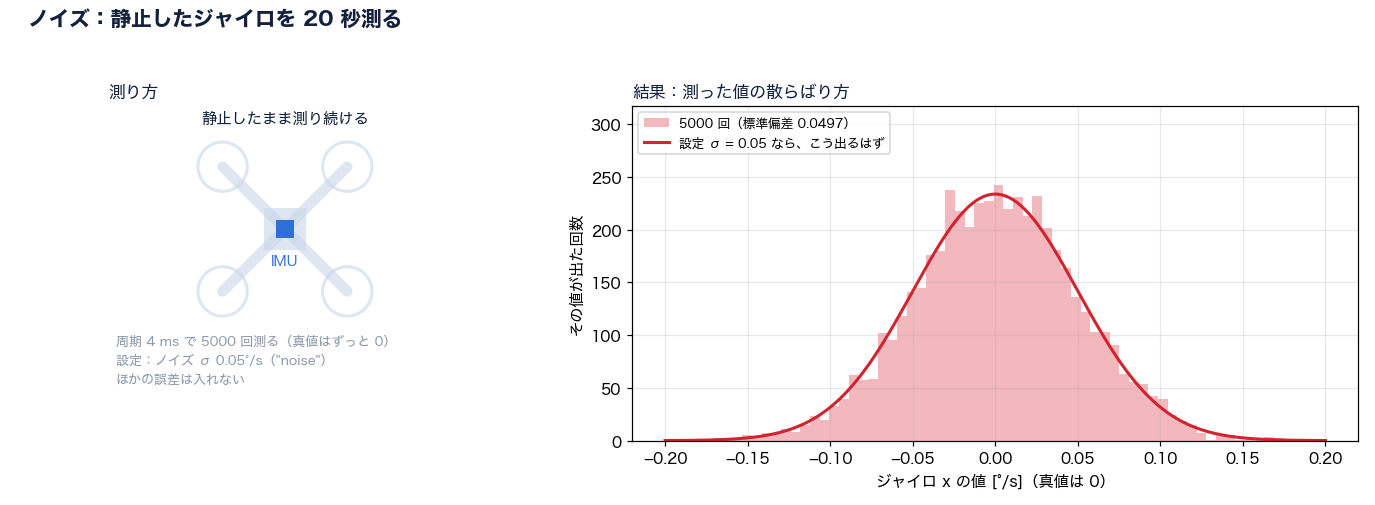 ノイズ：静止したジャイロを 20 秒測る
測り方
静止したまま測り続ける
IMU
周期 4 ms で 5000 回測る（真値はずっと 0）
設定：ノイズ σ 0.05°/s（"noise"）
ほかの誤差は入れない
結果：測った値の散らばり方
5000 回（標準偏差 0.0497）
設定 σ = 0.05 なら、こう出るはず
その値が出た回数
300
250
200
150
100
50
0
−0.20 −0.15 −0.10 −0.05 0.00 0.05 0.10 0.15 0.20
ジャイロ x の値 [°/s]（真値は 0）